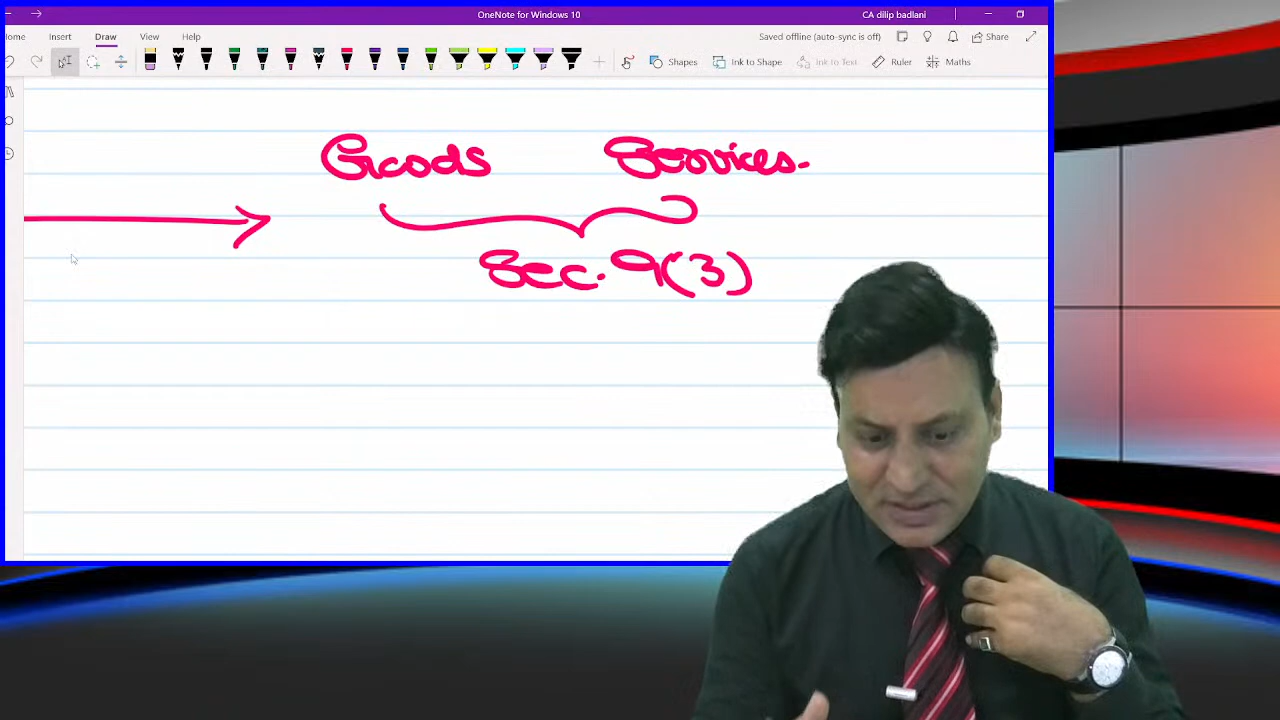 OneNote for Windows 10
CA dilip badlani
Insert
Draw
View
Help
Saved offline (auto-sync is off)
Share
Shapes
Ink to Shape
Ink to Text
Ruler
Maths
Goods Services.
Sec. 9(3)